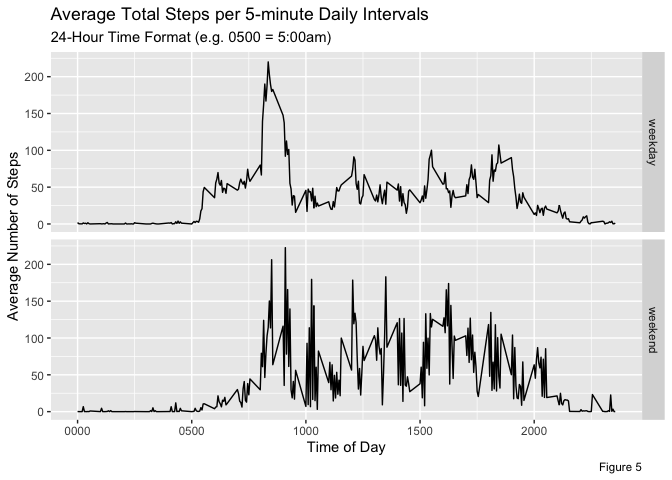 Average Total Steps per 5-minute Daily Intervals
24-Hour Time Format (e.g. 0500 = 5:00am)
Average Number of Steps
200
150
100
50
0
weekday
200
150
100
50
0
weekend
0000 0500 1000 1500 2000
Time of Day
Figure 5